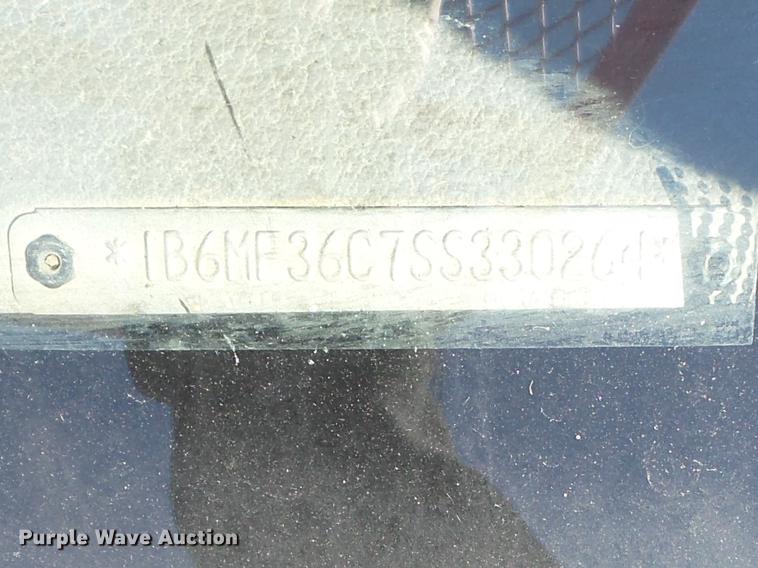 *1B6MF36C7SS330264*
Purple Wave Auction